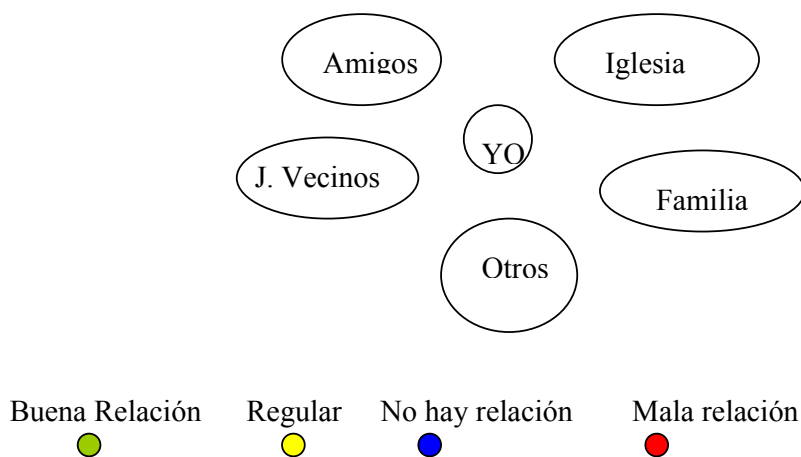 Amigos
Iglesia
YO
J. Vecinos
Familia
Otros
Buena Relación Regular No hay relación Mala relación